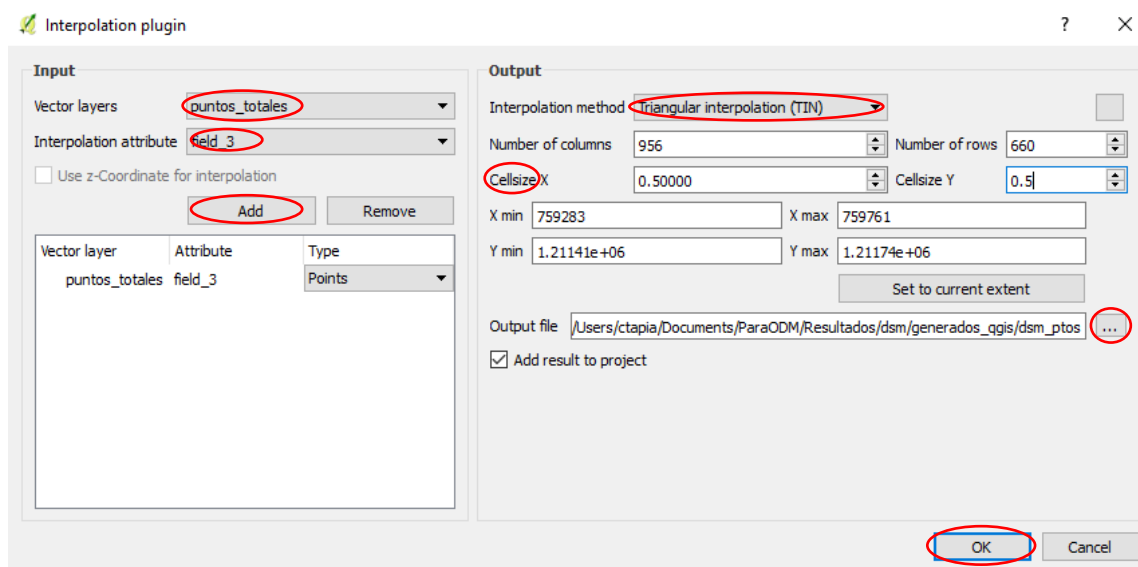 Interpolation plugin
?
Input
Vector layers puntos_totales
Interpolation attribute field_3
Use z-Coordinate for interpolation
Add Remove
Vector layer Attribute Type
puntos_totales field_3 Points
Output
Interpolation method Triangular interpolation (TIN)
Number of columns 956 Number of rows 660
Cellsize X 0.50000 Cellsize Y 0.5
X min 759283 X max 759761
Y min 1.21141e+06 Y max 1.21174e+06
Set to current extent
Output file /Users/ctapia/Documents/ParaODM/Resultados/dsm/generados_qgis/dsm_ptos ...
Add result to project
OK Cancel